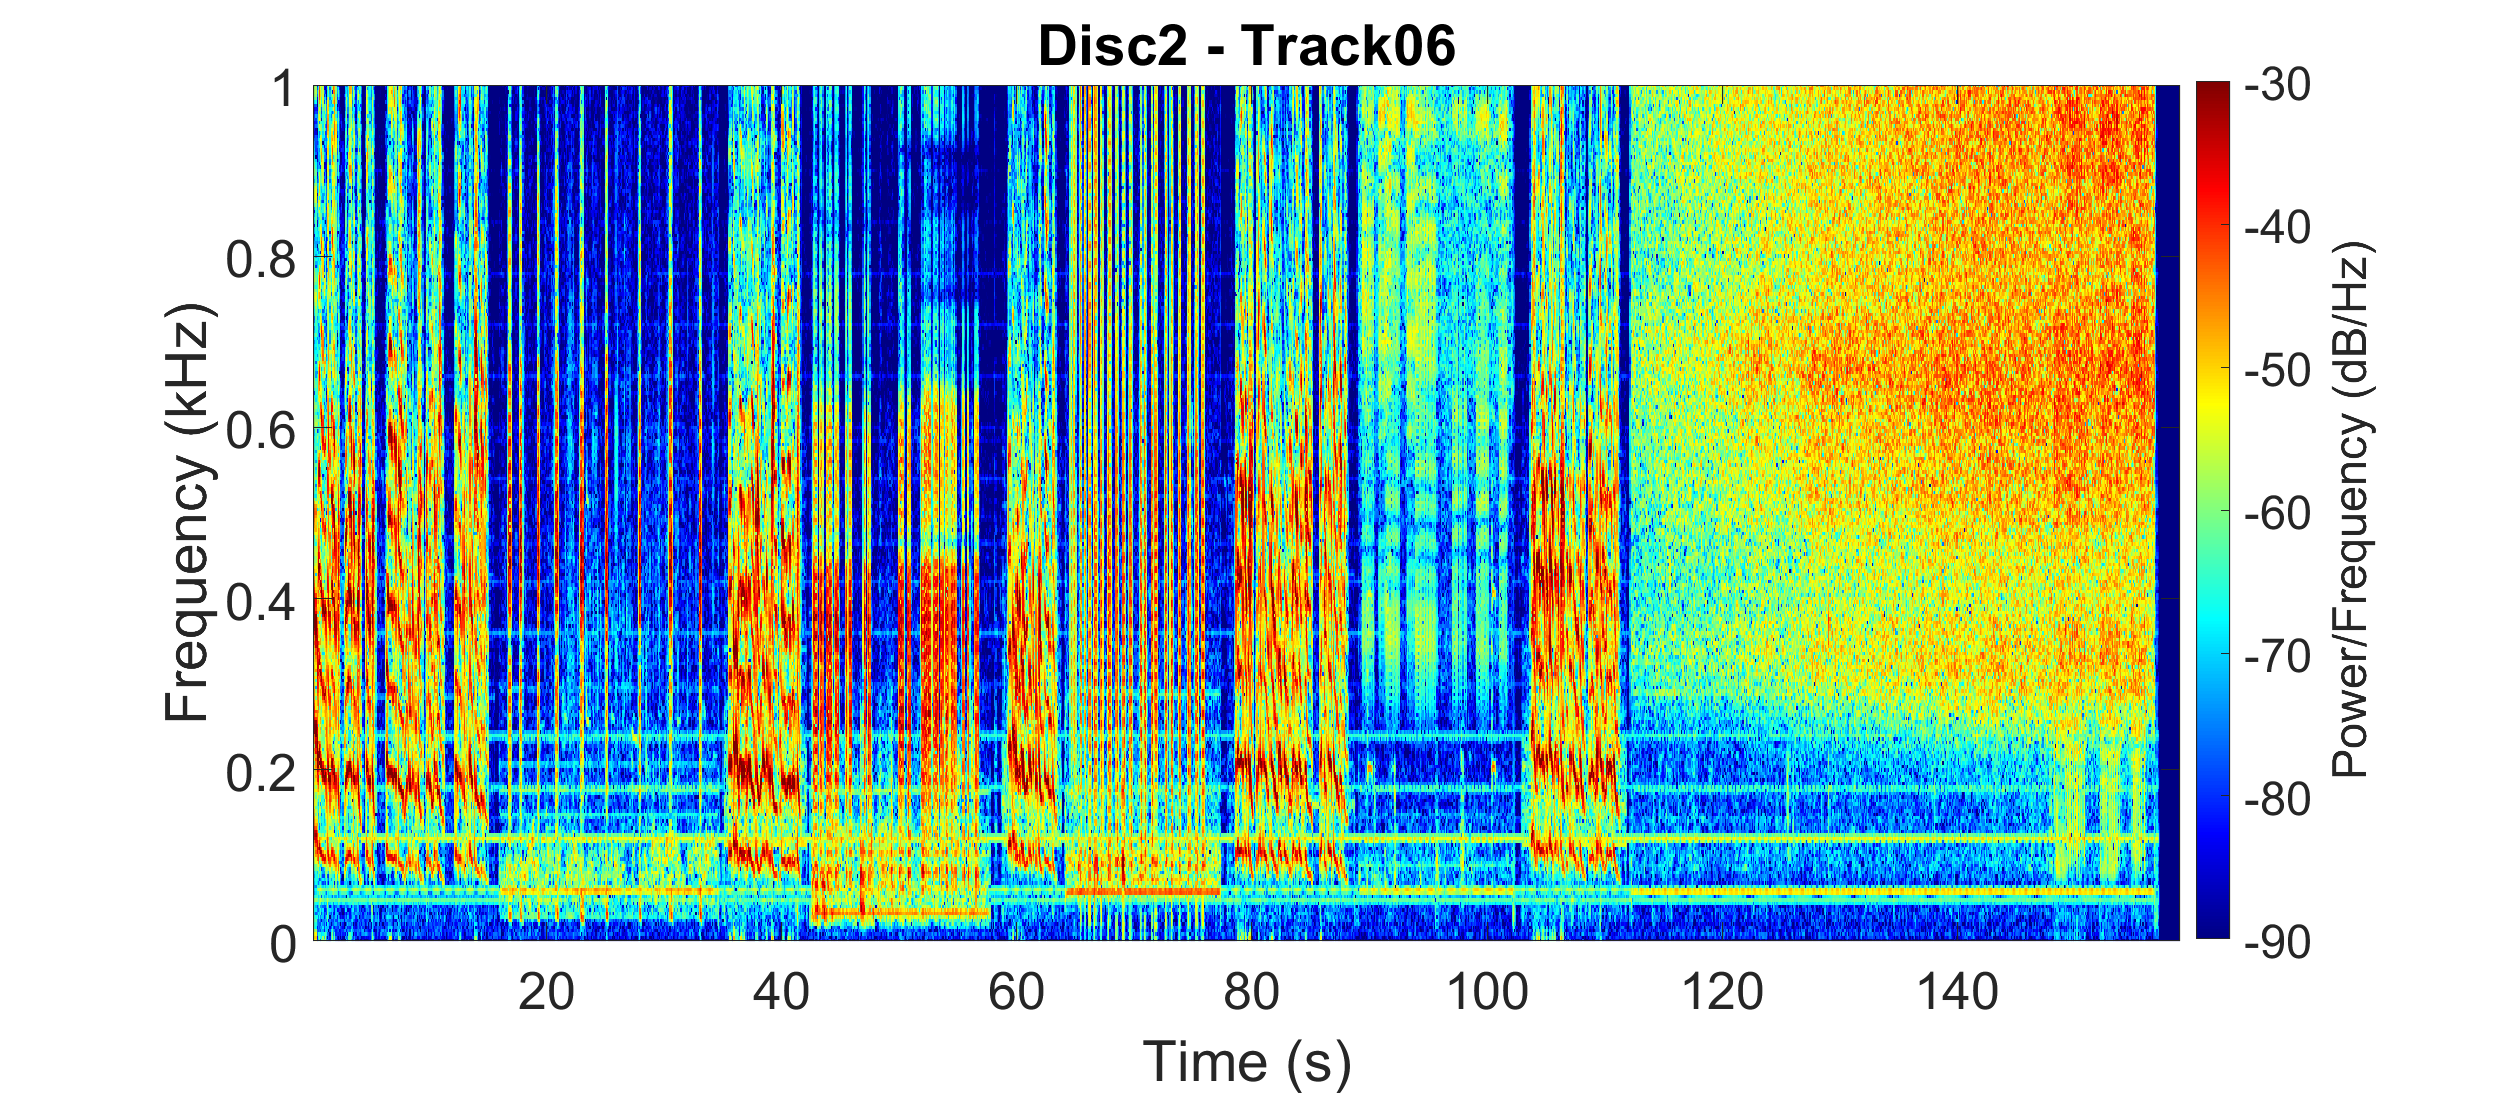 Disc2 - Track06
1
0.8
0.6
0.4
0.2
0
Frequency (kHz)
20 40 60 80 100 120 140
Time (s)
-30
-40
-50
-60
-70
-80
-90
Power/Frequency (dB/Hz)